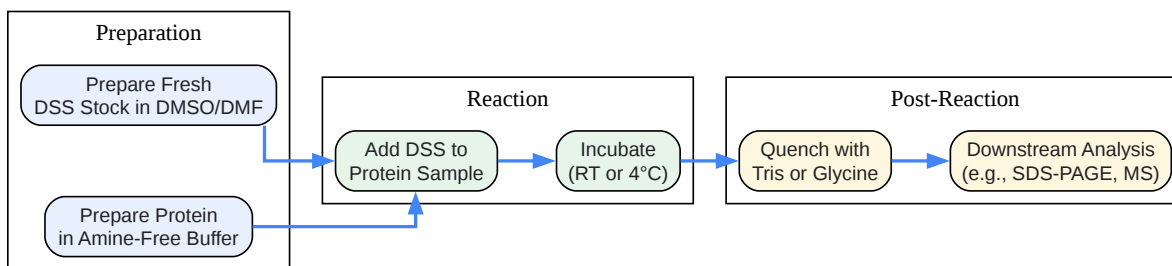 Preparation
Prepare Fresh
DSS Stock in DMSO/DMF
Prepare Protein
in Amine-Free Buffer
Reaction
Add DSS to
Protein Sample
Incubate
(RT or 4°C)
Post-Reaction
Quench with
Tris or Glycine
Downstream Analysis
(e.g., SDS-PAGE, MS)